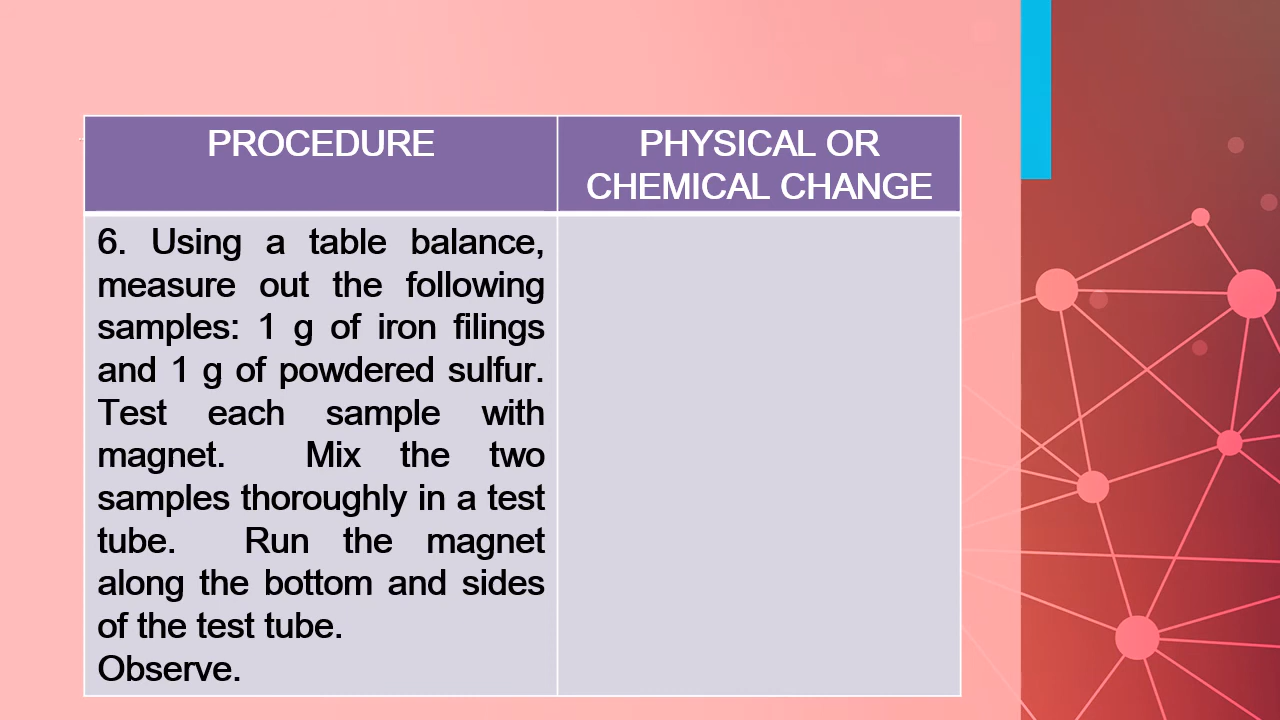 PROCEDURE
PHYSICAL OR
CHEMICAL CHANGE
6. Using a table balance,
measure out the following
samples: 1 g of iron filings
and 1 g of powdered sulfur.
Test each sample with
magnet. Mix the two
samples thoroughly in a test
tube. Run the magnet
along the bottom and sides
of the test tube.
Observe.